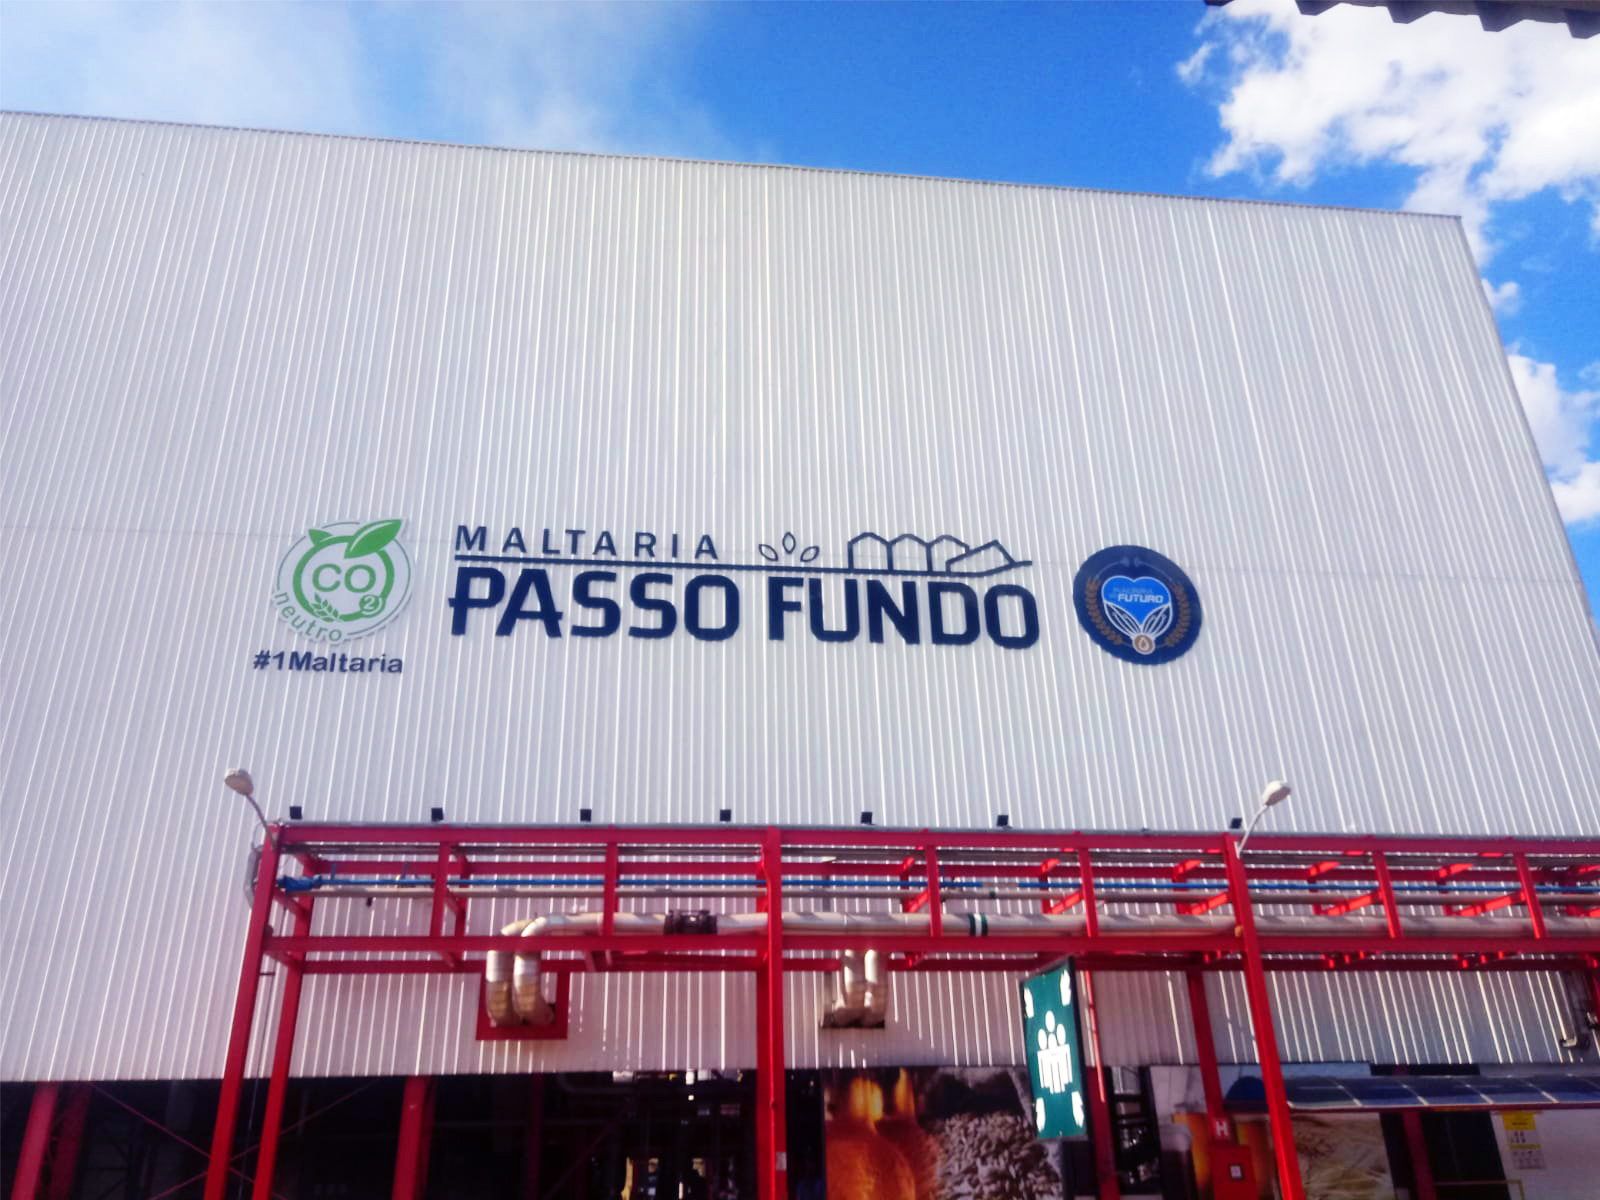 CO2
neutro
#1Maltaria
MALTARIA
PASSO FUNDO
FUTURO
H